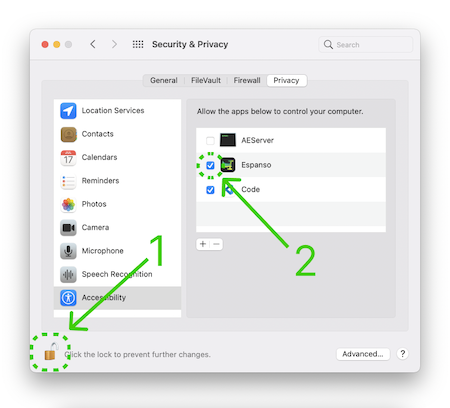 Security & Privacy
Search
General
FileVault
Firewall
Privacy
Location Services
Contacts
JUL
17
Calendars
Reminders
Photos
Camera
Microphone
Speech Recognition
Accessibility
Allow the apps below to control your computer.
AEServer
Espanso
Code
+ −
1
2
Click the lock to prevent further changes.
Advanced...
?